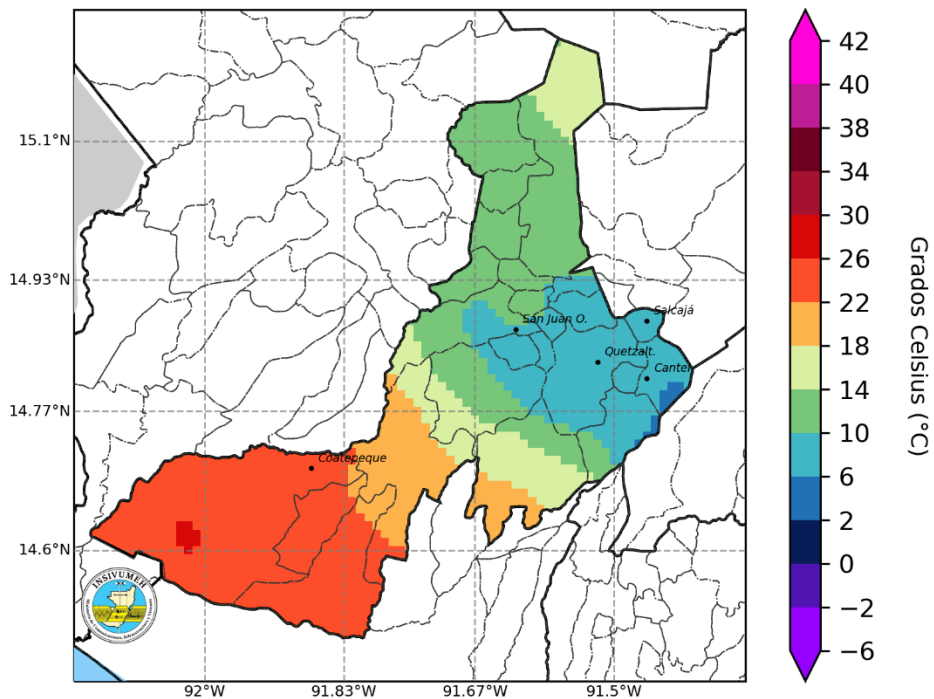 15.1°N
14.93°N
14.77°N
14.6°N
92°W
91.83°W
91.67°W
91.5°W
Salcajá
San Juan O.
Quetzalt.
Cantel
Coatepeque
INSIVUMEH
42
40
38
34
30
26
22
18
14
10
6
2
0
−2
−6
Grados Celsius (°C)